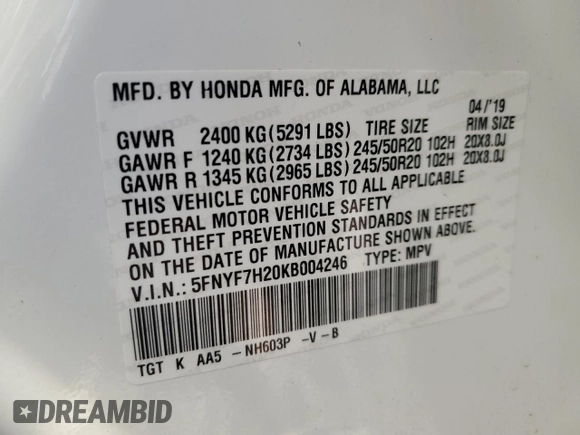 MFD. BY HONDA MFG. OF ALABAMA, LLC
04/'19
GVWR 2400 KG(5291 LBS) TIRE SIZE RIM SIZE
GAWR F 1240 KG(2734 LBS)245/50R20 102H 20X8.0J
GAWR R 1345 KG(2965 LBS)245/50R20 102H 20X8.0J
THIS VEHICLE CONFORMS TO ALL APPLICABLE
FEDERAL MOTOR VEHICLE SAFETY
AND THEFT PREVENTION STANDARDS IN EFFECT
ON THE DATE OF MANUFACTURE SHOWN ABOVE.
V.I.N.: 5FNYF7H20KB004246 TYPE: MPV
TGT K AA5 -NH603P -V-B
DREAMBID